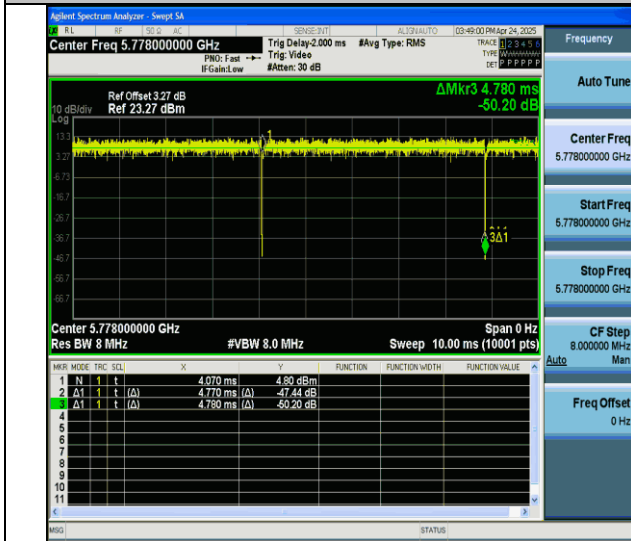 Agilent Spectrum Analyzer - Swept SA
RL RF 50 Ω AC SENSE:INT ALIGNAUTO 03:49:00 PM Apr 24, 2025
Center Freq 5.778000000 GHz
PNO: Fast
IFGain:Low
Trig Delay-2.000 ms
Trig: Video
#Atten: 30 dB
#Avg Type: RMS
TRACE 1 2 3 4 5 6
TYPE
DET P P P P P P
Frequency
Auto Tune
Center Freq
5.778000000 GHz
Start Freq
5.778000000 GHz
Stop Freq
5.778000000 GHz
CF Step
8.000000 MHz
Auto Man
Freq Offset
0 Hz
ΔMkr3 4.780 ms
-50.20 dB
Ref Offset 3.27 dB
10 dB/div Ref 23.27 dBm
Log
13.3
3.27
-6.73
-16.7
-26.7
-36.7
-46.7
-56.7
-66.7
1
3Δ1
Center 5.778000000 GHz Span 0 Hz
Res BW 8 MHz #VBW 8.0 MHz Sweep 10.00 ms (10001 pts)
MKR MODE TRC SCL X Y FUNCTION FUNCTION WIDTH FUNCTION VALUE
1 N 1 t 4.070 ms 4.80 dBm
2 Δ1 1 t (Δ) 4.770 ms (Δ) -47.44 dB
3 Δ1 1 t (Δ) 4.780 ms (Δ) -50.20 dB
4
5
6
7
8
9
10
11
MSG STATUS